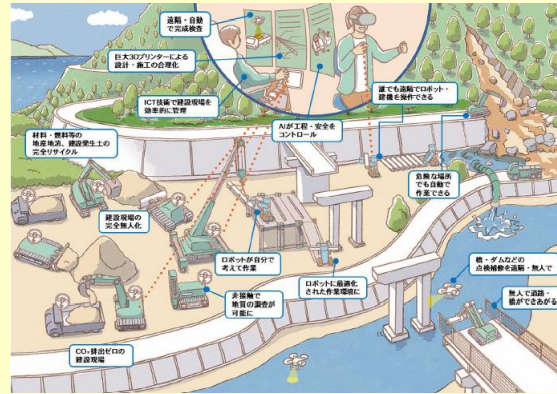 遠隔・自動
で完成検査
巨大3Dプリンターによる
設計・施工の合理化
ICT技術で建設現場を
効率的に管理
AIが工程・安全を
コントロール
誰でも遠隔でロボット・
建機を操作できる
材料・燃料等の
地産地消、建設発生土の
完全リサイクル
危険な場所
でも自動で
作業できる
建設現場の
完全無人化
ロボットが自分で
考えて作業
ロボットに最適化
された作業環境に
橋・ダムなどの
点検補修を遠隔・無人で
非接触で
地質の調査が
可能に
無人で道路・
橋ができあがる
CO₂排出ゼロの
建設現場